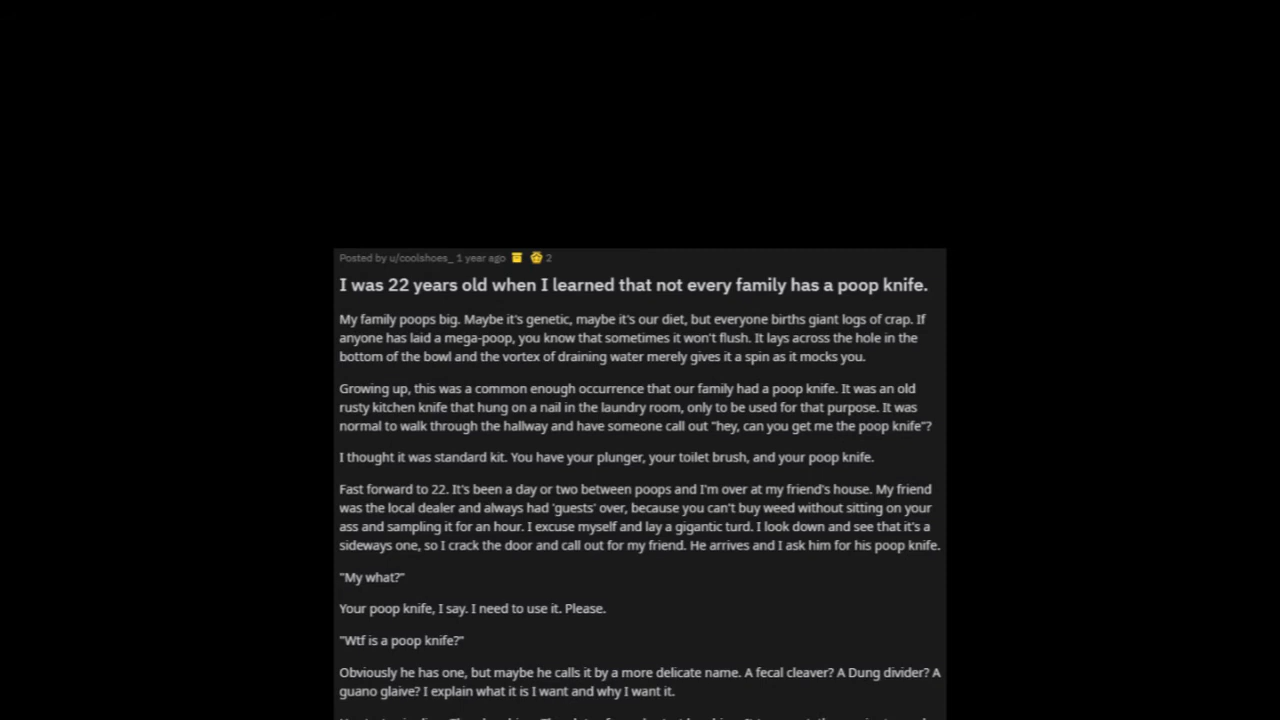 Posted by u/coolshoes_ 1 year ago 2
I was 22 years old when I learned that not every family has a poop knife.
My family poops big. Maybe it's genetic, maybe it's our diet, but everyone births giant logs of crap. If
anyone has laid a mega-poop, you know that sometimes it won't flush. It lays across the hole in the
bottom of the bowl and the vortex of draining water merely gives it a spin as it mocks you.
Growing up, this was a common enough occurrence that our family had a poop knife. It was an old
rusty kitchen knife that hung on a nail in the laundry room, only to be used for that purpose. It was
normal to walk through the hallway and have someone call out "hey, can you get me the poop knife"?
I thought it was standard kit. You have your plunger, your toilet brush, and your poop knife.
Fast forward to 22. It's been a day or two between poops and I'm over at my friend's house. My friend
was the local dealer and always had 'guests' over, because you can't buy weed without sitting on your
ass and sampling it for an hour. I excuse myself and lay a gigantic turd. I look down and see that it's a
sideways one, so I crack the door and call out for my friend. He arrives and I ask him for his poop knife.
"My what?"
Your poop knife, I say. I need to use it. Please.
"Wtf is a poop knife?"
Obviously he has one, but maybe he calls it by a more delicate name. A fecal cleaver? A Dung divider? A
guano glaive? I explain what it is I want and why I want it.